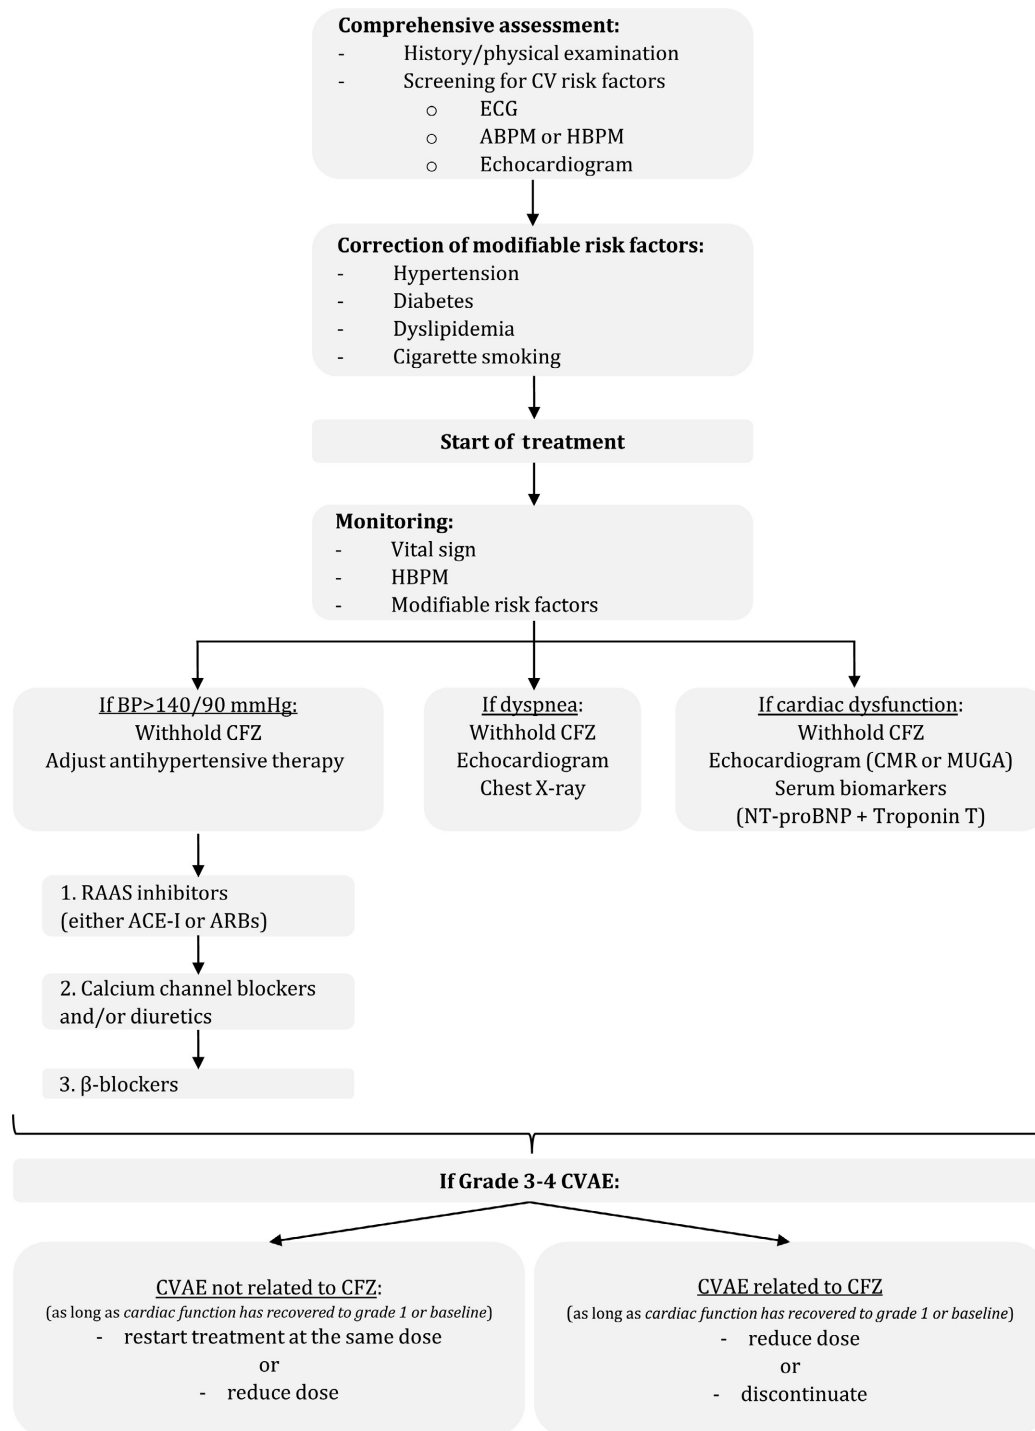 Comprehensive assessment:
- History/physical examination
- Screening for CV risk factors
o ECG
o ABPM or HBPM
o Echocardiogram
Correction of modifiable risk factors:
- Hypertension
- Diabetes
- Dyslipidemia
- Cigarette smoking
Start of treatment
Monitoring:
- Vital sign
- HBPM
- Modifiable risk factors
If BP>140/90 mmHg:
Withhold CFZ
Adjust antihypertensive therapy
If dyspnea:
Withhold CFZ
Echocardiogram
Chest X-ray
If cardiac dysfunction:
Withhold CFZ
Echocardiogram (CMR or MUGA)
Serum biomarkers
(NT-proBNP + Troponin T)
1. RAAS inhibitors
(either ACE-I or ARBs)
2. Calcium channel blockers
and/or diuretics
3. β-blockers
If Grade 3-4 CVAE:
CVAE not related to CFZ:
(as long as cardiac function has recovered to grade 1 or baseline)
- restart treatment at the same dose
or
- reduce dose
CVAE related to CFZ
(as long as cardiac function has recovered to grade 1 or baseline)
- reduce dose
or
- discontinuate